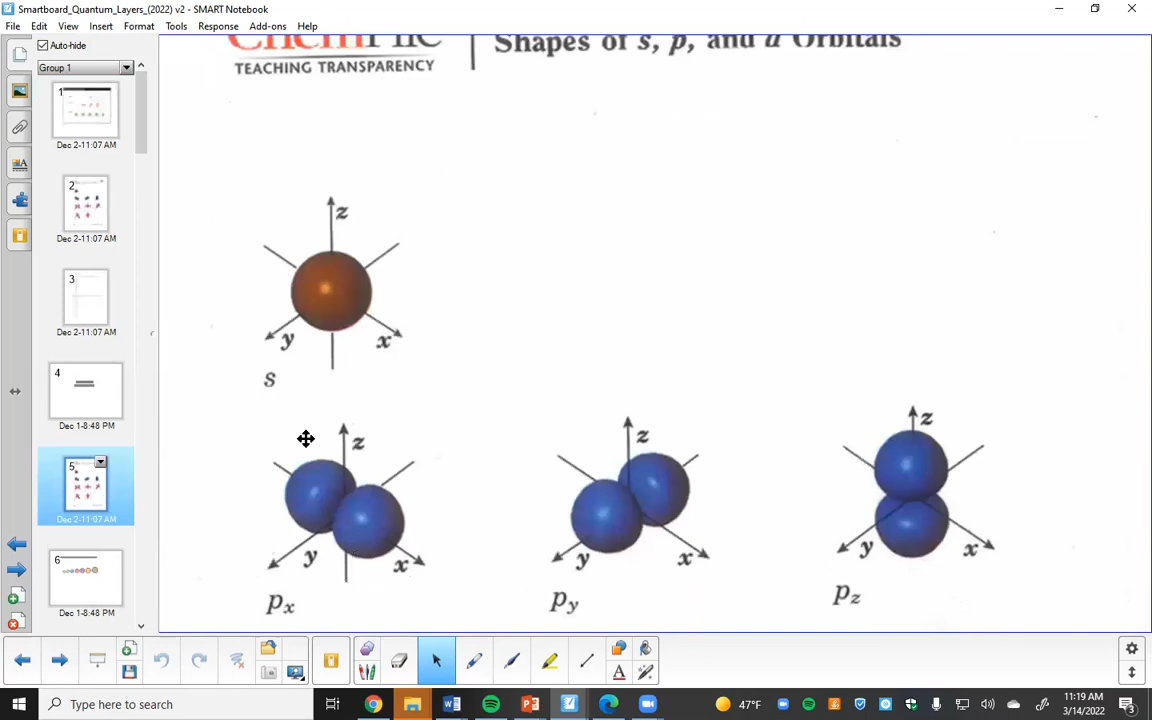 Smartboard_Quantum_Layers_(2022) v2 - SMART Notebook
File Edit View Insert Format Tools Response Add-ons Help
Auto-hide
Group 1
TEACHING TRANSPARENCY
Shapes of s, p, and d Orbitals
1
Dec 2-11:07 AM
2
Dec 2-11:07 AM
3
Dec 2-11:07 AM
4
Dec 1-8:48 PM
5
Dec 2-11:07 AM
6
Dec 1-8:48 PM
z
y
x
s
z
y
x
px
z
y
x
py
z
y
x
pz
Type here to search
47°F
11:19 AM
3/14/2022
3